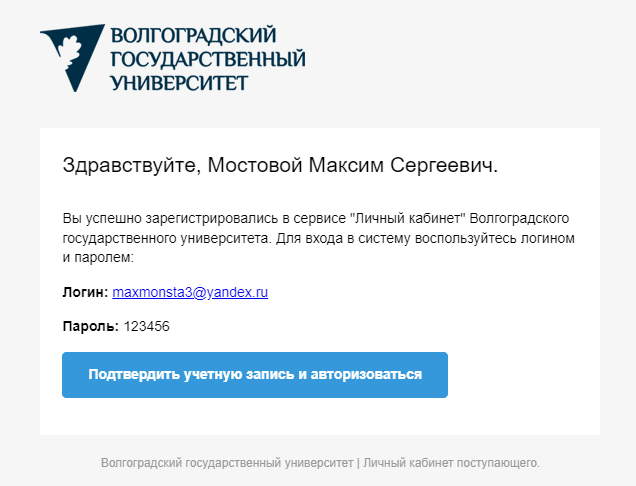 ВОЛГОГРАДСКИЙ
ГОСУДАРСТВЕННЫЙ
УНИВЕРСИТЕТ
Здравствуйте, Мостовой Максим Сергеевич.
Вы успешно зарегистрировались в сервисе "Личный кабинет" Волгоградского
государственного университета. Для входа в систему воспользуйтесь логином
и паролем:
Логин: maxmonsta3@yandex.ru
Пароль: 123456
Подтвердить учетную запись и авторизоваться
Волгоградский государственный университет | Личный кабинет поступающего.